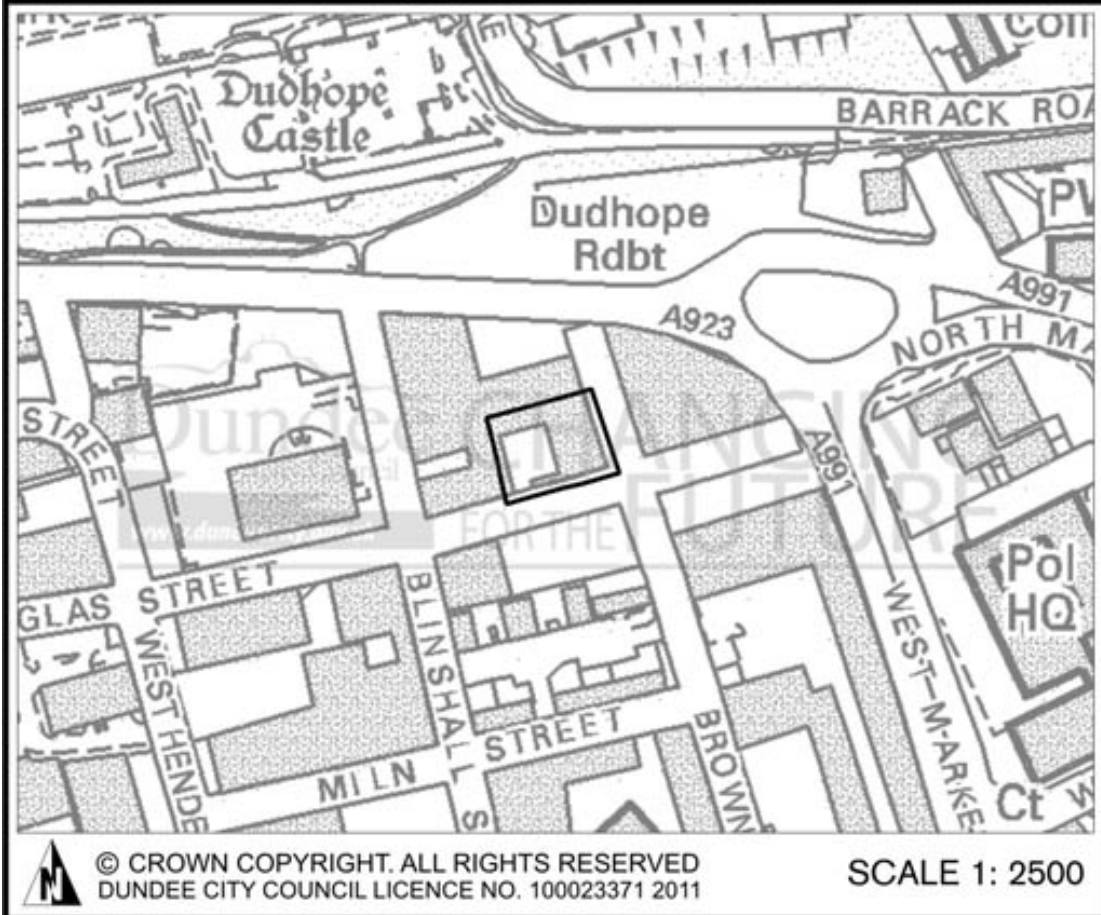 Coll
Dudhope
Castle
BARRACK ROA
Dudhope
Rdbt
PW
A991
A923
NORTH MA
Dundee
CHANGING
FOR THE FUTURE
STREET
A991
Pol
HQ
GLAS STREET
BLINSHALL S
WEST HENDE
WEST MARKE
MILN STREET
BROWN
Ct
W
N
© CROWN COPYRIGHT. ALL RIGHTS RESERVED
DUNDEE CITY COUNCIL LICENCE NO. 100023371 2011
SCALE 1: 2500